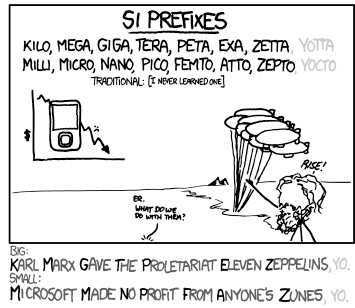 SI PREFIXES
KILO, MEGA, GIGA, TERA, PETA, EXA, ZETTA, YOTTA
MILLI, MICRO, NANO, PICO, FEMTO, ATTO, ZEPTO, YOCTO
TRADITIONAL: [I NEVER LEARNED ONE]
$
RISE!
ER.
WHAT DO WE
DO WITH THEM?
BIG:
KARL MARX GAVE THE PROLETARIAT ELEVEN ZEPPELINS, YO.
SMALL:
MICROSOFT MADE NO PROFIT FROM ANYONE'S ZUNES, YO.